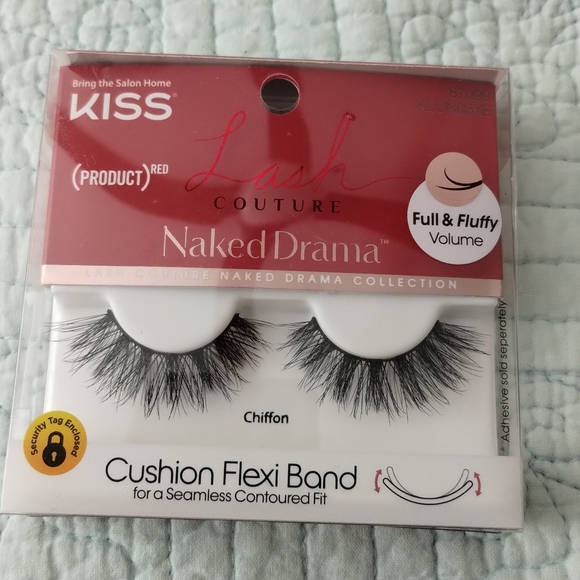 Bring the Salon Home
KISS®
(PRODUCT)RED
Lash
COUTURE
Naked Drama™
LASH COUTURE NAKED DRAMA COLLECTION
Full & Fluffy
Volume
* Adhesive sold seperately
Chiffon
Security Tag Enclosed
Cushion Flexi Band
for a Seamless Contoured Fit